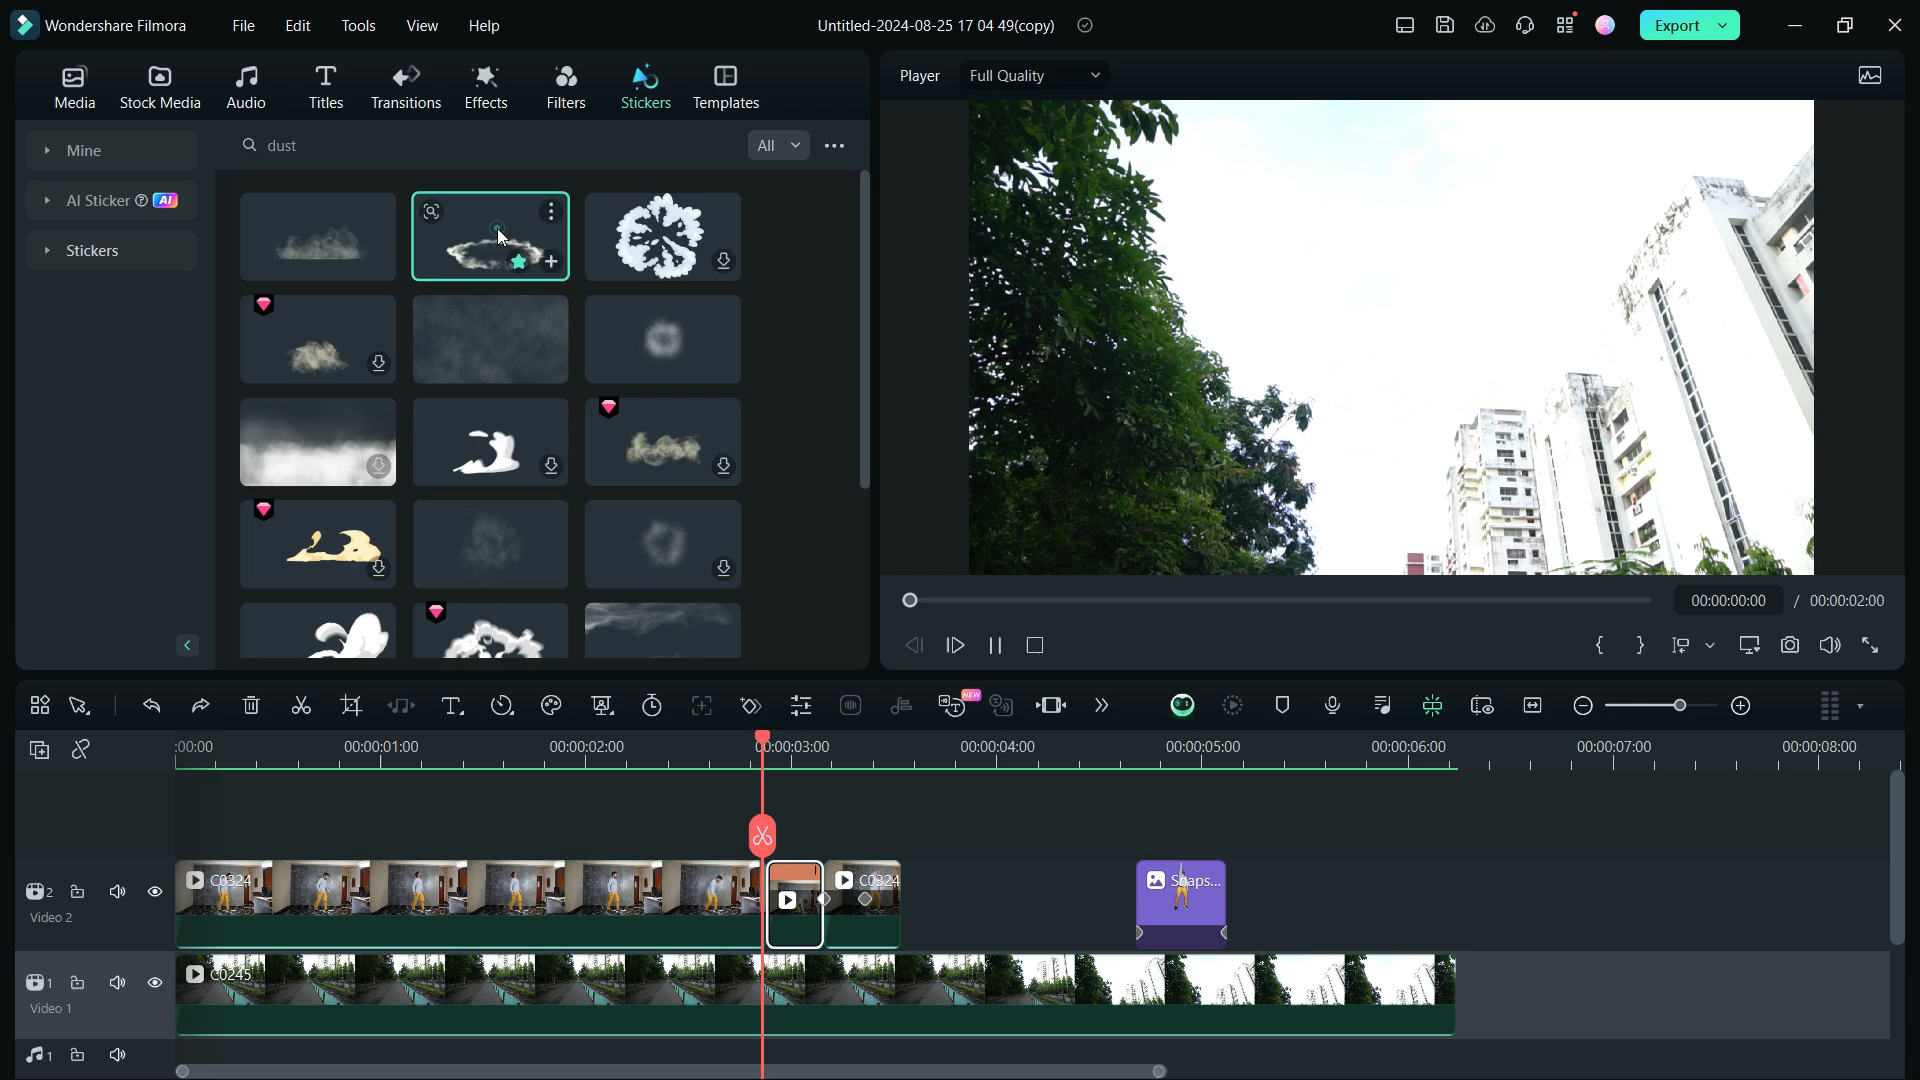 Wondershare Filmora
File
Edit
Tools
View
Help
Untitled-2024-08-25 17 04 49(copy)
Export
Media
Stock Media
Audio
Titles
Transitions
Effects
Filters
Stickers
Templates
Player
Full Quality
Mine
AI Sticker AI
Stickers
dust
All
00:00:00:00 / 00:00:02:00
NEW
:00:00
00:00:01:00
00:00:02:00
00:00:03:00
00:00:04:00
00:00:05:00
00:00:06:00
00:00:07:00
00:00:08:00
2
Video 2
C0324
C0324
Snaps...
1
Video 1
C0245
1